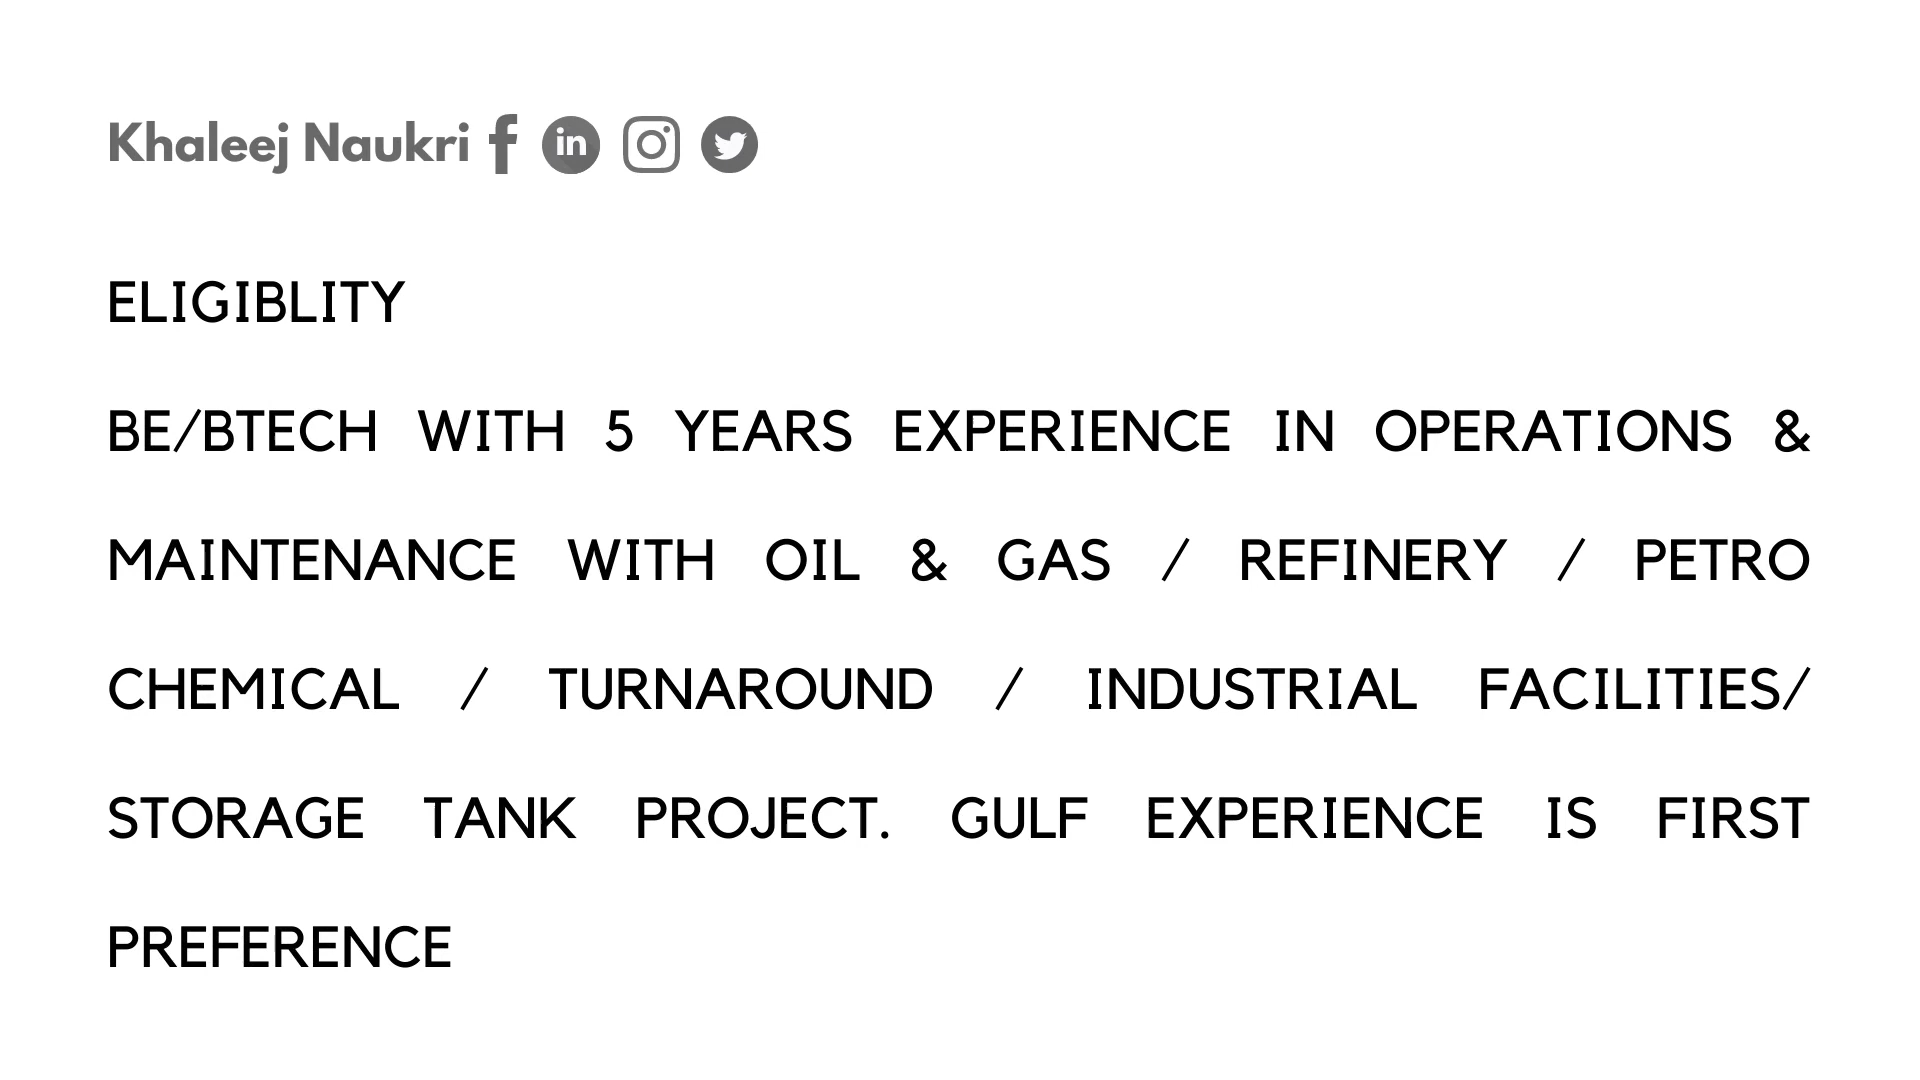 Khaleej Naukri
ELIGIBLITY
BE/BTECH WITH 5 YEARS EXPERIENCE IN OPERATIONS &
MAINTENANCE WITH OIL & GAS / REFINERY / PETRO
CHEMICAL / TURNAROUND / INDUSTRIAL FACILITIES/
STORAGE TANK PROJECT. GULF EXPERIENCE IS FIRST
PREFERENCE